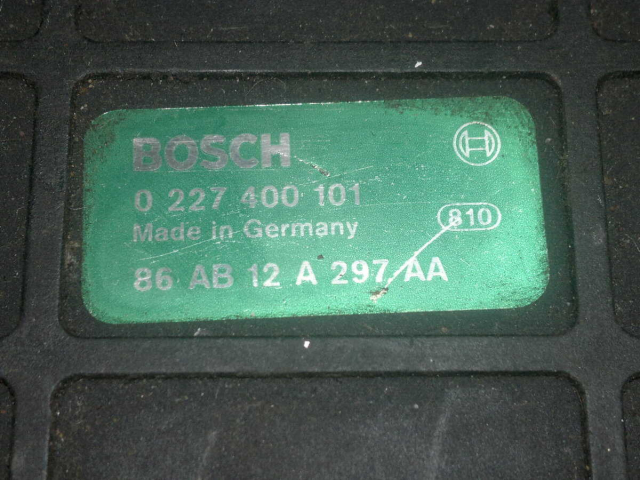 BOSCH
0 227 400 101
810
Made in Germany
86 AB 12 A 297 AA